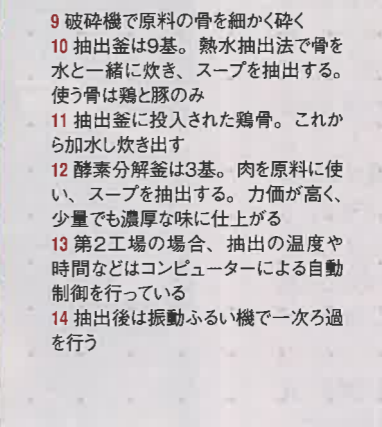 9 破砕機で原料の骨を細かく砕く
10 抽出釜は9基。熱水抽出法で骨を
水と一緒に炊き、スープを抽出する。
使う骨は鶏と豚のみ
11 抽出釜に投入された鶏骨。これか
ら加水し炊き出す
12 酵素分解釜は3基。肉を原料に使
い、スープを抽出する。力価が高く、
少量でも濃厚な味に仕上がる
13 第2工場の場合、抽出の温度や
時間などはコンピューターによる自動
制御を行っている
14 抽出後は振動ふるい機で一次ろ過
を行う